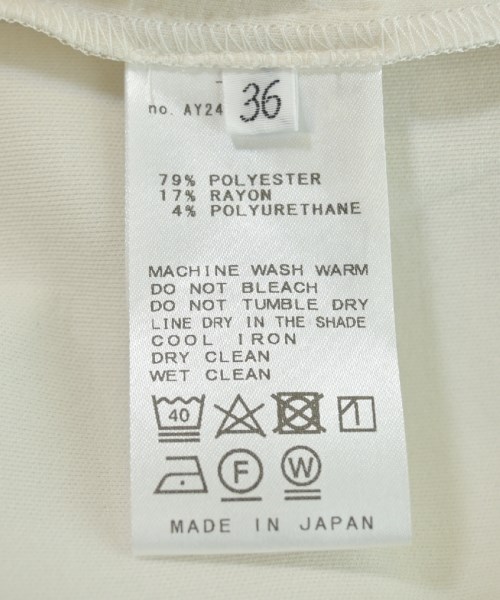 no. AY24
36
79% POLYESTER
17% RAYON
4% POLYURETHANE
MACHINE WASH WARM
DO NOT BLEACH
DO NOT TUMBLE DRY
LINE DRY IN THE SHADE
COOL IRON
DRY CLEAN
WET CLEAN
40
F W
MADE IN JAPAN